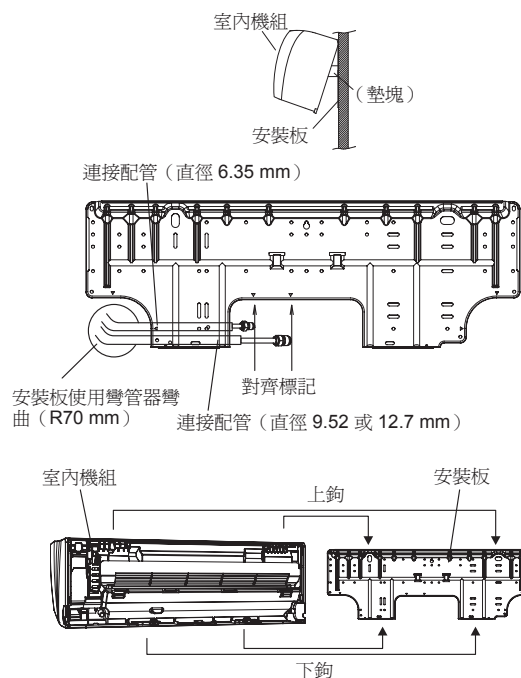 室內機組
（墊塊）
安裝板
連接配管（直徑 6.35 mm）
對齊標記
安裝板使用彎管器彎
曲（R70 mm）
連接配管（直徑 9.52 或 12.7 mm）
室內機組
安裝板
上鉤
下鉤